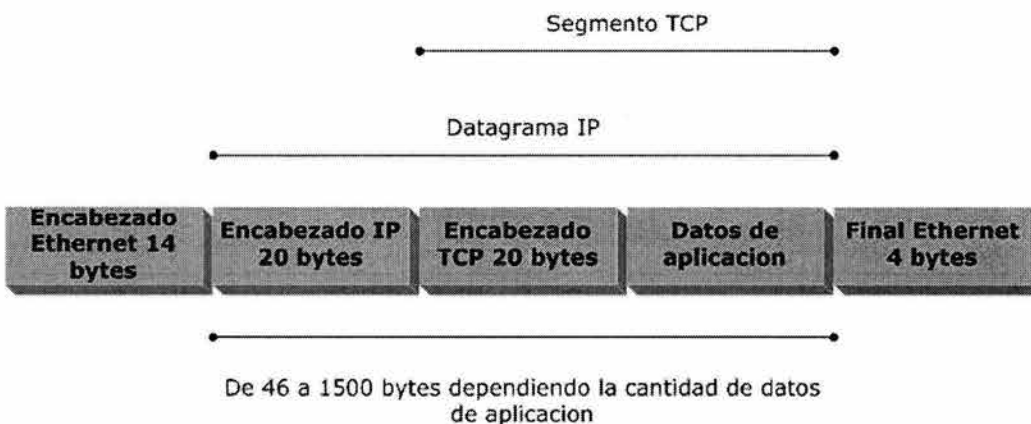 Segmento TCP
Datagrama IP
Encabezado
Ethernet 14
bytes
Encabezado IP
20 bytes
Encabezado
TCP 20 bytes
Datos de
aplicacion
Final Ethernet
4 bytes
De 46 a 1500 bytes dependiendo la cantidad de datos
de aplicacion